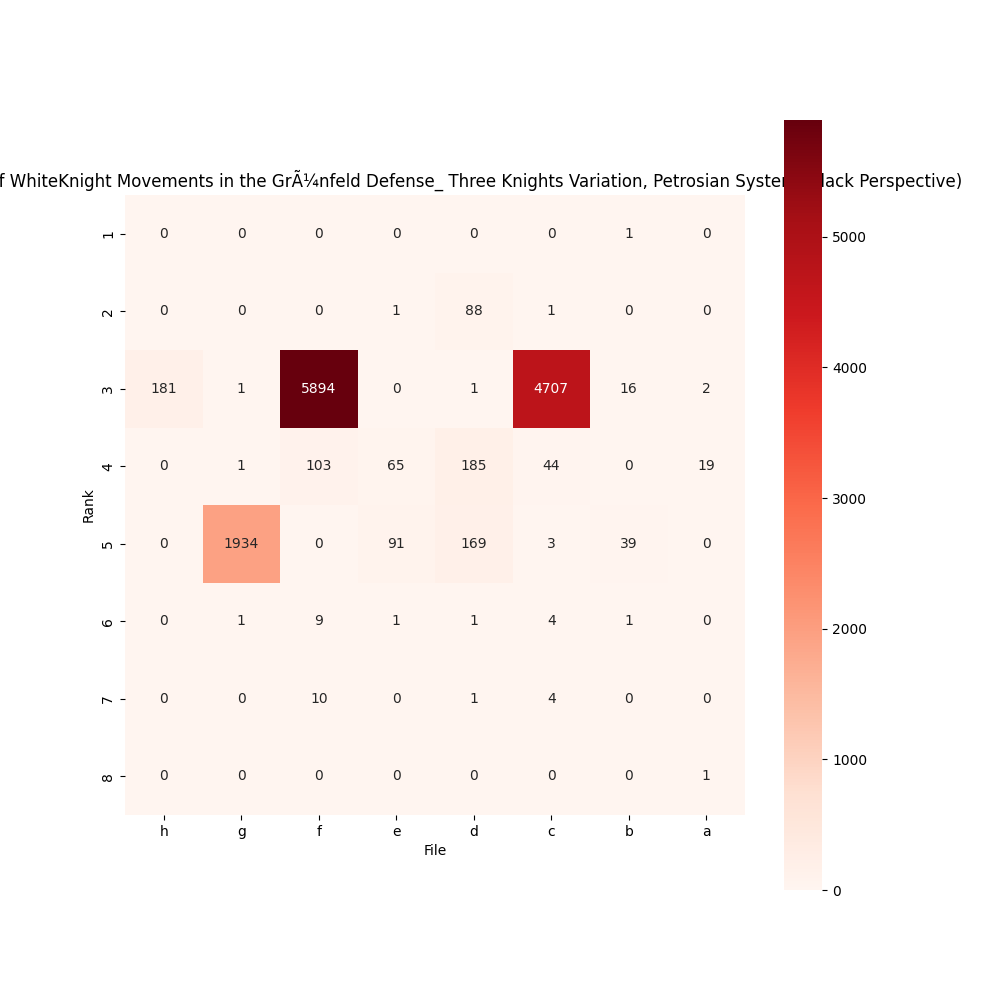 f WhiteKnight Movements in the GrÃ¼nfeld Defense_ Three Knights Variation, Petrosian System lack Perspective)
1 0 0 0 0 0 0 1 0
2 0 0 0 1 88 1 0 0
3 181 1 5894 0 1 4707 16 2
4 0 1 103 65 185 44 0 19
5 0 1934 0 91 169 3 39 0
6 0 1 9 1 1 4 1 0
7 0 0 10 0 1 4 0 0
8 0 0 0 0 0 0 0 1
h g f e d c b a
File
Rank
5000
4000
3000
2000
1000
0